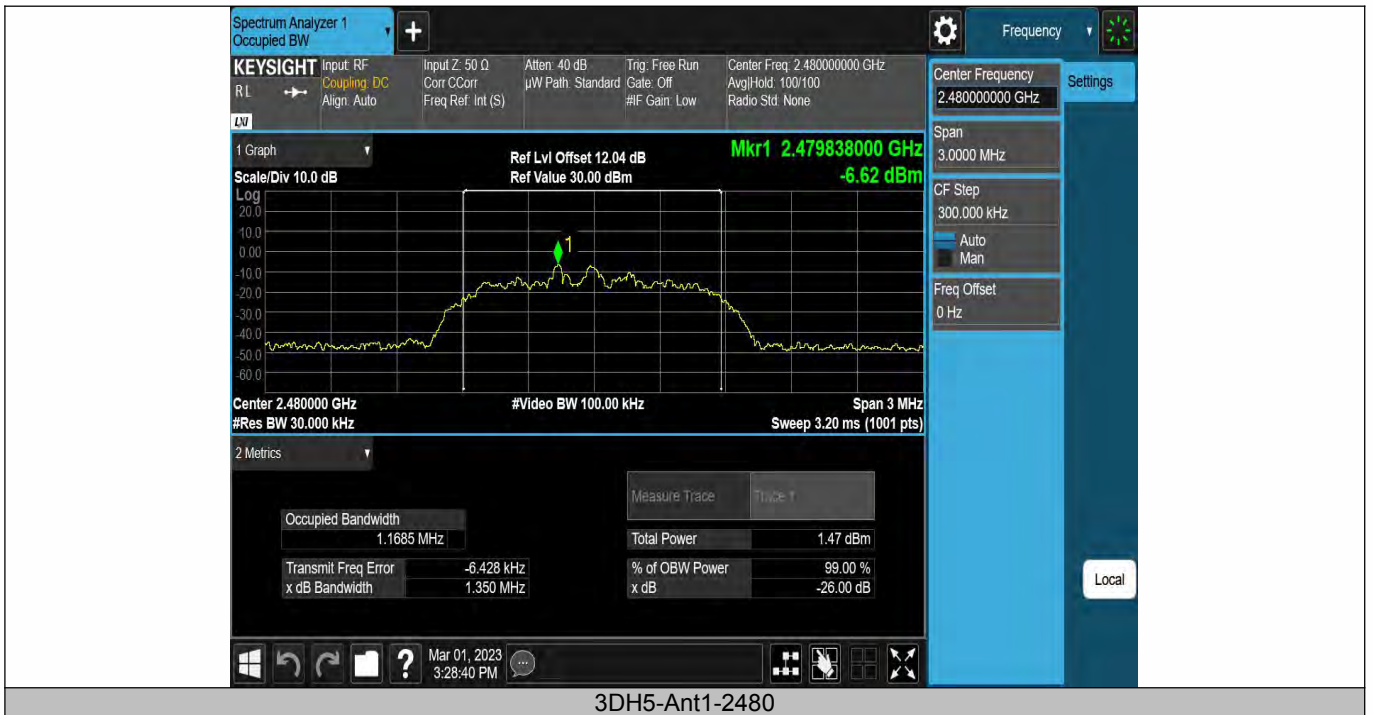 Spectrum Analyzer 1
Occupied BW
Frequency
KEYSIGHT
Input: RF
Coupling: DC
Align: Auto
Input Z: 50 Ω
Corr CCorr
Freq Ref: Int (S)
Atten: 40 dB
µW Path: Standard
Trig: Free Run
Gate: Off
#IF Gain: Low
Center Freq: 2.480000000 GHz
Avg|Hold: 100/100
Radio Std: None
R L
LXI
Center Frequency
2.480000000 GHz
Settings
Span
3.0000 MHz
CF Step
300.000 kHz
Auto
Man
Freq Offset
0 Hz
1 Graph
Scale/Div 10.0 dB
Ref Lvl Offset 12.04 dB
Ref Value 30.00 dBm
Mkr1 2.479838000 GHz
-6.62 dBm
Log
20.0
10.0
0.00
-10.0
-20.0
-30.0
-40.0
-50.0
-60.0
1
Center 2.480000 GHz
#Video BW 100.00 kHz
Span 3 MHz
#Res BW 30.000 kHz
Sweep 3.20 ms (1001 pts)
2 Metrics
Measure Trace
Trace 1
Occupied Bandwidth
1.1685 MHz
Total Power
1.47 dBm
Transmit Freq Error
-6.428 kHz
% of OBW Power
99.00 %
x dB Bandwidth
1.350 MHz
x dB
-26.00 dB
Local
?
Mar 01, 2023
3:28:40 PM
3DH5-Ant1-2480